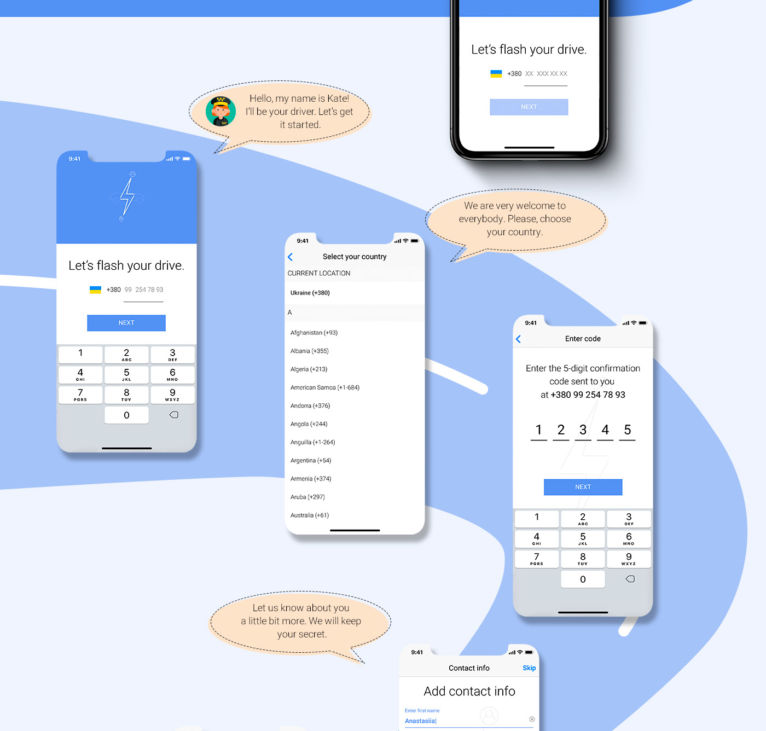 Let's flash your drive.
+380 XX XXX XX XX
NEXT
Hello, my name is Kate!
I'll be your driver. Let's get
it started.
9:41
Let's flash your drive.
+380 99 254 78 93
NEXT
1 2 3
ABC DEF
4 5 6
GHI JKL MNO
7 8 9
PQRS TUV WXYZ
0
We are very welcome to
everybody. Please, choose
your country.
9:41
Select your country
CURRENT LOCATION
Ukraine (+380)
A
Afghanistan (+93)
Albania (+355)
Algeria (+213)
American Samoa (+1-684)
Andorra (+376)
Angola (+244)
Anguilla (+1-264)
Argentina (+54)
Armenia (+374)
Aruba (+297)
Australia (+61)
9:41
Enter code
Enter the 5-digit confirmation
code sent to you
at +380 99 254 78 93
1 2 3 4 5
NEXT
1 2 3
ABC DEF
4 5 6
GHI JKL MNO
7 8 9
PQRS TUV WXYZ
0
Let us know about you
a little bit more. We will keep
your secret.
9:41
Contact info Skip
Add contact info
Enter first name
Anastasiia